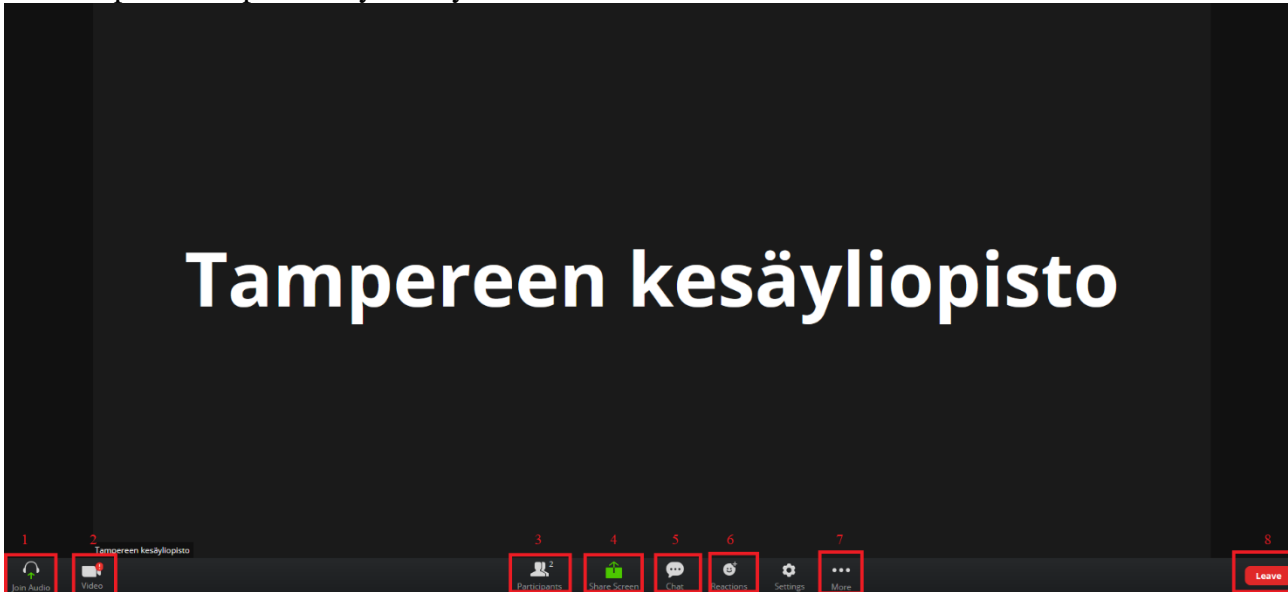 Tampereen kesäyliopisto
1 2 3 4 5 6 7 8
Tampereen kesäyliopisto
2
Join Audio Video Participants Share Screen Chat Reactions Settings More Leave